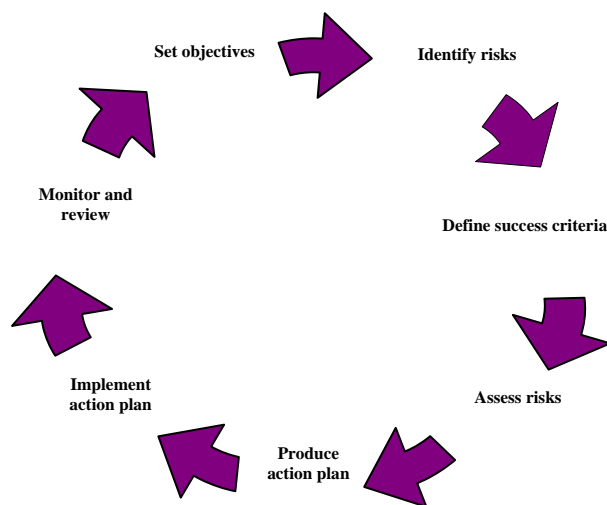 Set objectives
Identify risks
Define success criteria
Assess risks
Produce
action plan
Implement
action plan
Monitor and
review